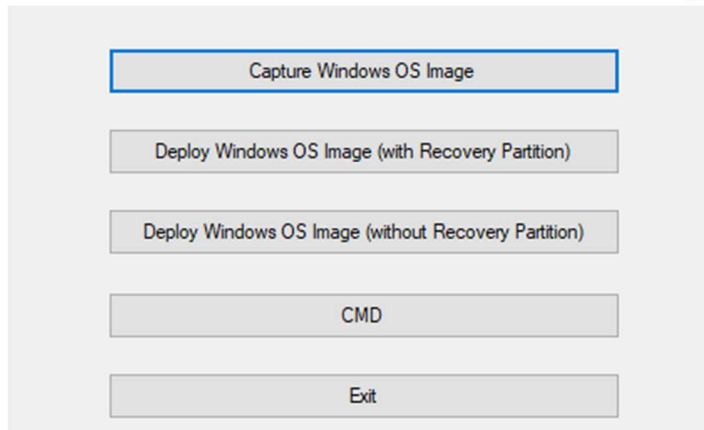 Capture Windows OS Image
Deploy Windows OS Image (with Recovery Partition)
Deploy Windows OS Image (without Recovery Partition)
CMD
Exit